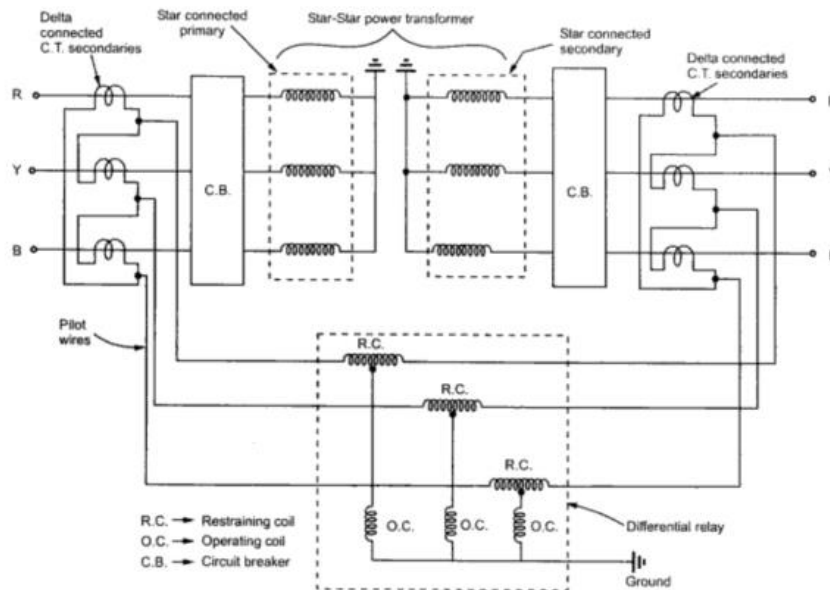 Delta
connected
C.T. secondaries
Star connected
primary
Star-Star power transformer
Star connected
secondary
Delta connected
C.T. secondaries
R
Y
B
C.B.
C.B.
Pilot
wires
R.C.
R.C.
R.C.
O.C.
O.C.
O.C.
R.C. → Restraining coil
O.C. → Operating coil
C.B. → Circuit breaker
Differential relay
Ground